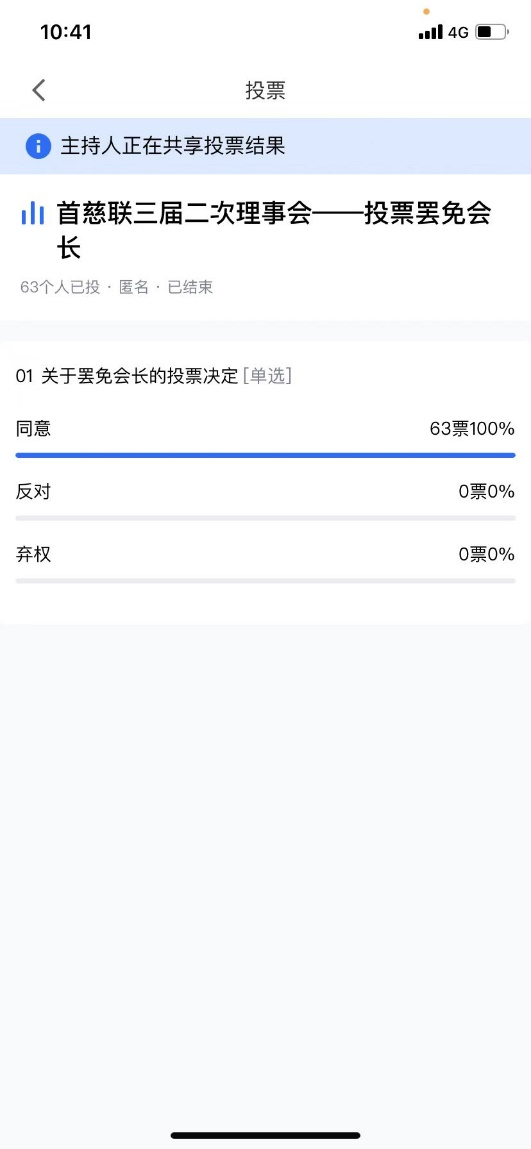 10:41
4G
投票
主持人正在共享投票结果
首慈联三届二次理事会——投票罢免会
长
63个人已投 · 匿名 · 已结束
01 关于罢免会长的投票决定 [单选]
同意 63票100%
反对 0票0%
弃权 0票0%